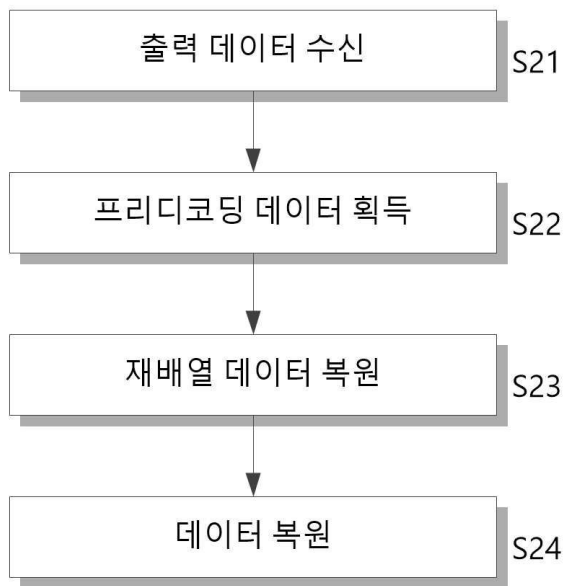 출력 데이터 수신
S21
프리디코딩 데이터 획득
S22
재배열 데이터 복원
S23
데이터 복원
S24